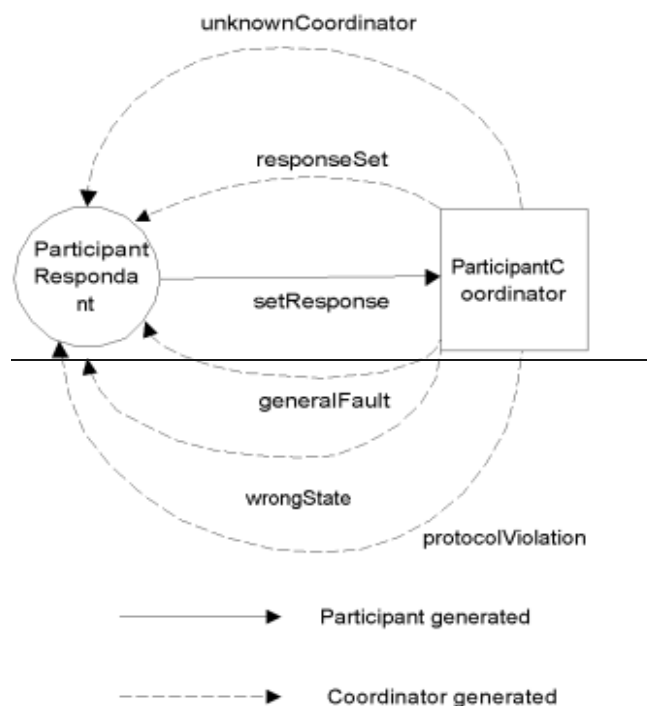 unknownCoordinator
responseSet
Participant
Responda
nt
setResponse
ParticipantC
oordinator
generalFault
wrongState
protocolViolation
Participant generated
Coordinator generated